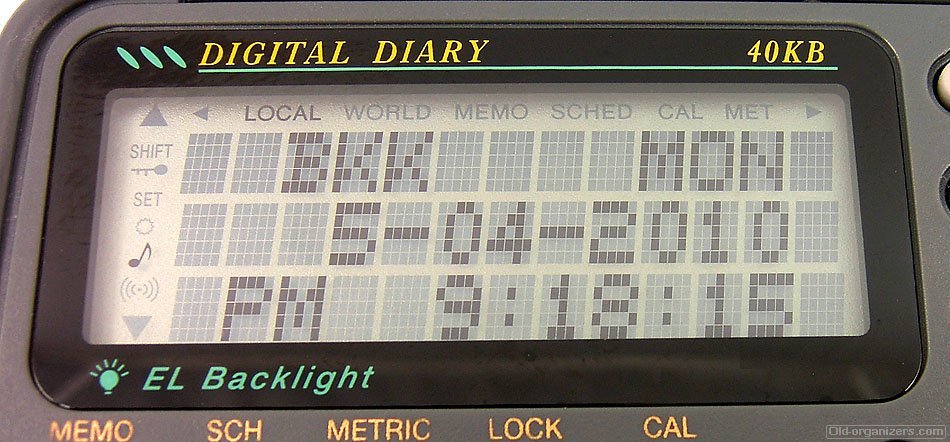 DIGITAL DIARY 40KB
LOCAL WORLD MEMO SCHED CAL MET
SHIFT
SET
BKK MON
5-04-2010
PM 9:18:15
EL Backlight
MEMO SCH METRIC LOCK CAL
Old-organizers.com